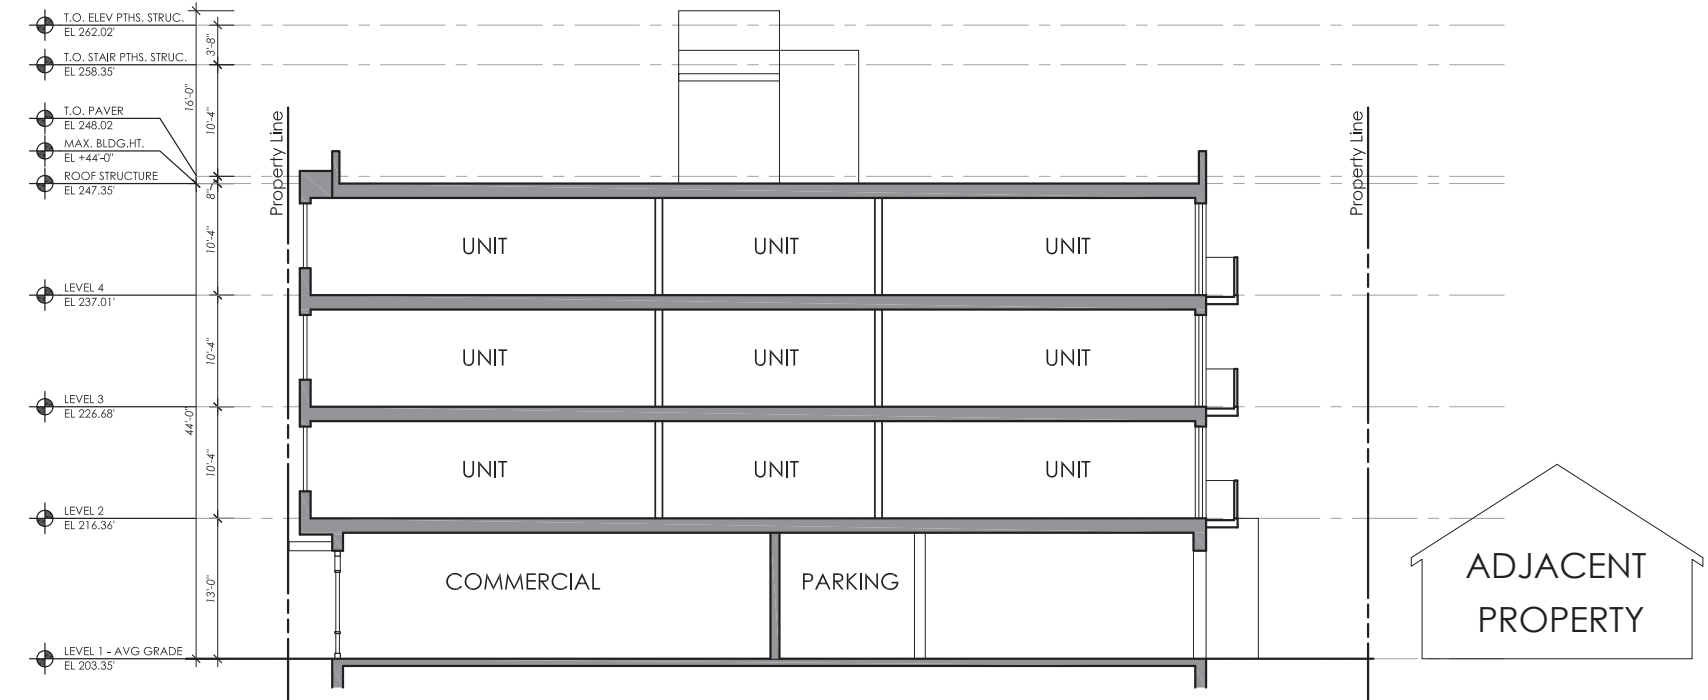 T.O. ELEV PTHS. STRUC.
EL 262.02'
T.O. STAIR PTHS. STRUC.
EL 258.35'
T.O. PAVER
EL 248.02
MAX. BLDG.HT.
EL +44'-0"
ROOF STRUCTURE
EL 247.35'
LEVEL 4
EL 237.01'
LEVEL 3
EL 226.68'
LEVEL 2
EL 216.36'
LEVEL 1 - AVG GRADE
EL 203.35'
16'-0"
44'-0"
3'-8"
10'-4"
8"
10'-4"
10'-4"
10'-4"
13'-0"
Property Line
Property Line
UNIT UNIT UNIT
UNIT UNIT UNIT
UNIT UNIT UNIT
COMMERCIAL PARKING
ADJACENT
PROPERTY